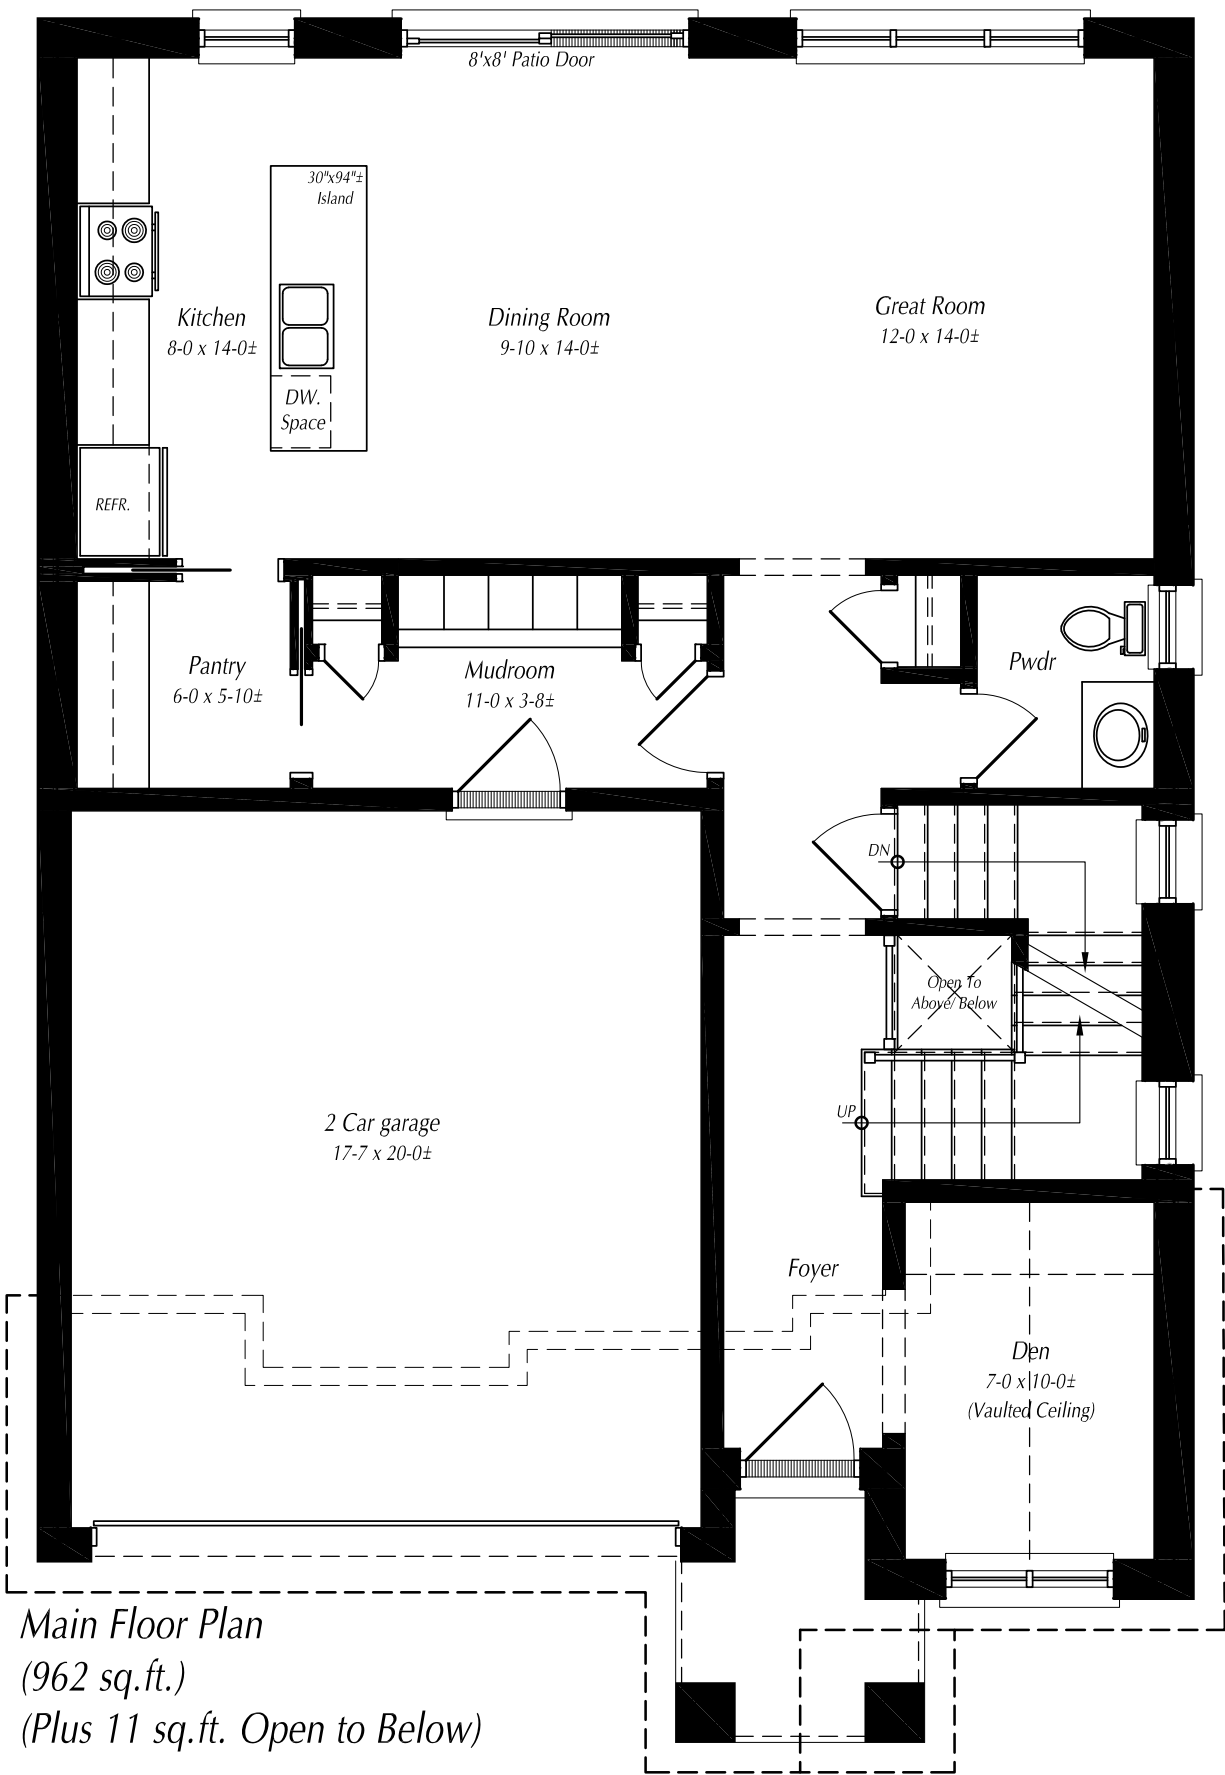 8'x8' Patio Door
30"x94"±
Island
Kitchen
8-0 x 14-0±
Dining Room
9-10 x 14-0±
Great Room
12-0 x 14-0±
DW.
Space
REFR.
Pantry
6-0 x 5-10±
Mudroom
11-0 x 3-8±
Pwdr
DN
Open To
Above/ Below
UP
2 Car garage
17-7 x 20-0±
Foyer
Den
7-0 x 10-0±
(Vaulted Ceiling)
Main Floor Plan
(962 sq.ft.)
(Plus 11 sq.ft. Open to Below)